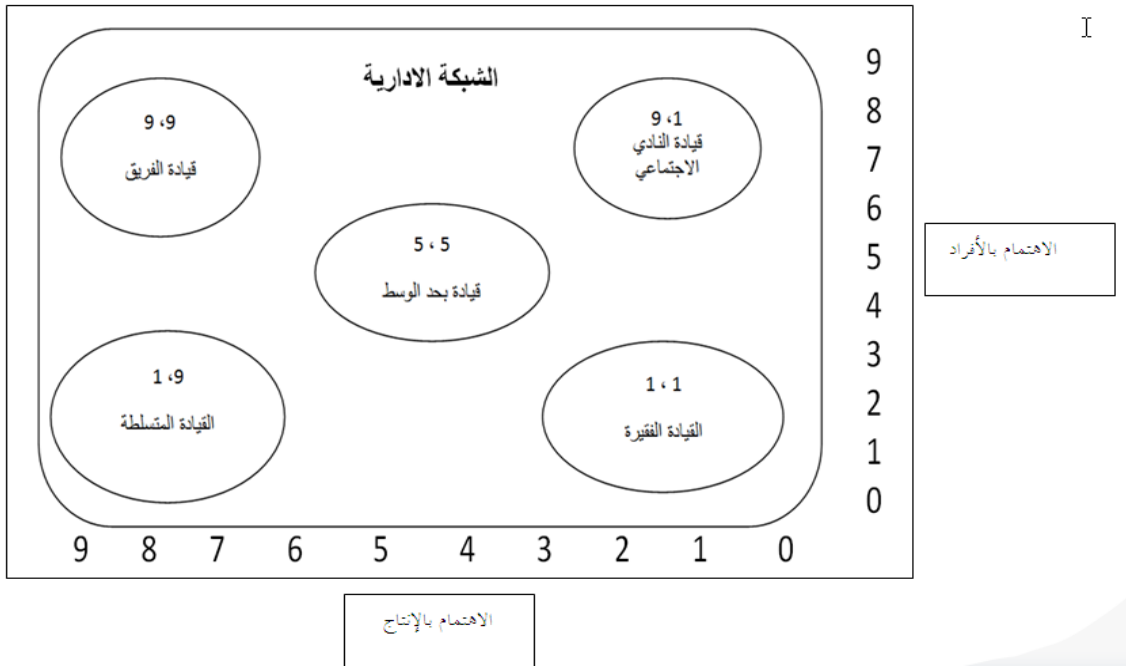 الشبكة الادارية
9 ،1
قيادة النادي
الاجتماعي
9 ،9
قيادة الفريق
5 ، 5
قيادة بحد الوسط
1 ، 1
القيادة الفقيرة
1 ،9
القيادة المتسلطة
9
8
7
6
5
4
3
2
1
0
الاهتمام بالأفراد
9 8 7 6 5 4 3 2 1 0
الاهتمام بالإنتاج